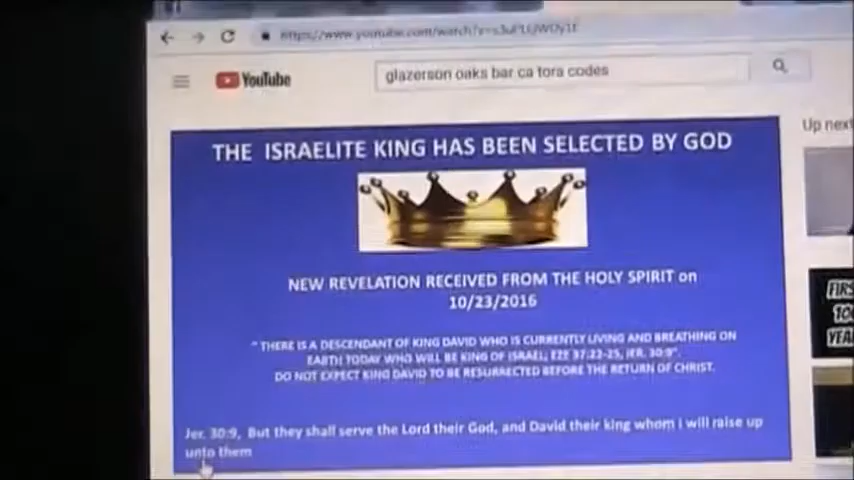 YouTube
glazerson oaks bar ca tora codes
Up next
THE ISRAELITE KING HAS BEEN SELECTED BY GOD
NEW REVELATION RECEIVED FROM THE HOLY SPIRIT on
10/23/2016
" THERE IS A DESCENDANT OF KING DAVID WHO IS CURRENTLY LIVING AND BREATHING ON
EARTH TODAY WHO WILL BE KING OF ISRAEL; EZE 37:22-25, JER. 30:9".
DO NOT EXPECT KING DAVID TO BE RESURRECTED BEFORE THE RETURN OF CHRIST.
Jer. 30:9, But they shall serve the Lord their God, and David their king whom i will raise up
unto them